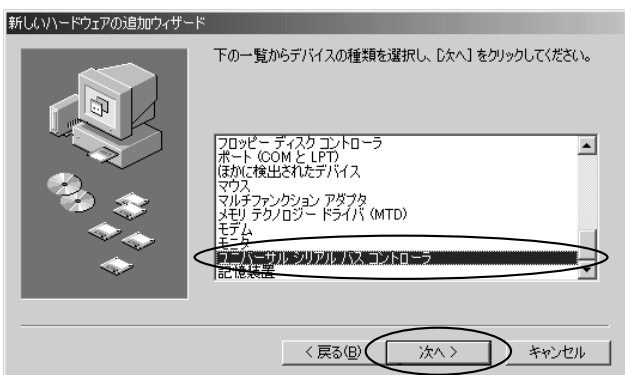 新しいハードウェアの追加ウィザード
下の一覧からデバイスの種類を選択し、[次へ] をクリックしてください。
フロッピー ディスク コントローラ
ポート (COM と LPT)
ほかに検出されたデバイス
マウス
マルチファンクション アダプタ
メモリ テクノロジー ドライバ (MTD)
モデム
モニタ
ユニバーサル シリアル バス コントローラ
記憶装置
< 戻る(B)
次へ >
キャンセル